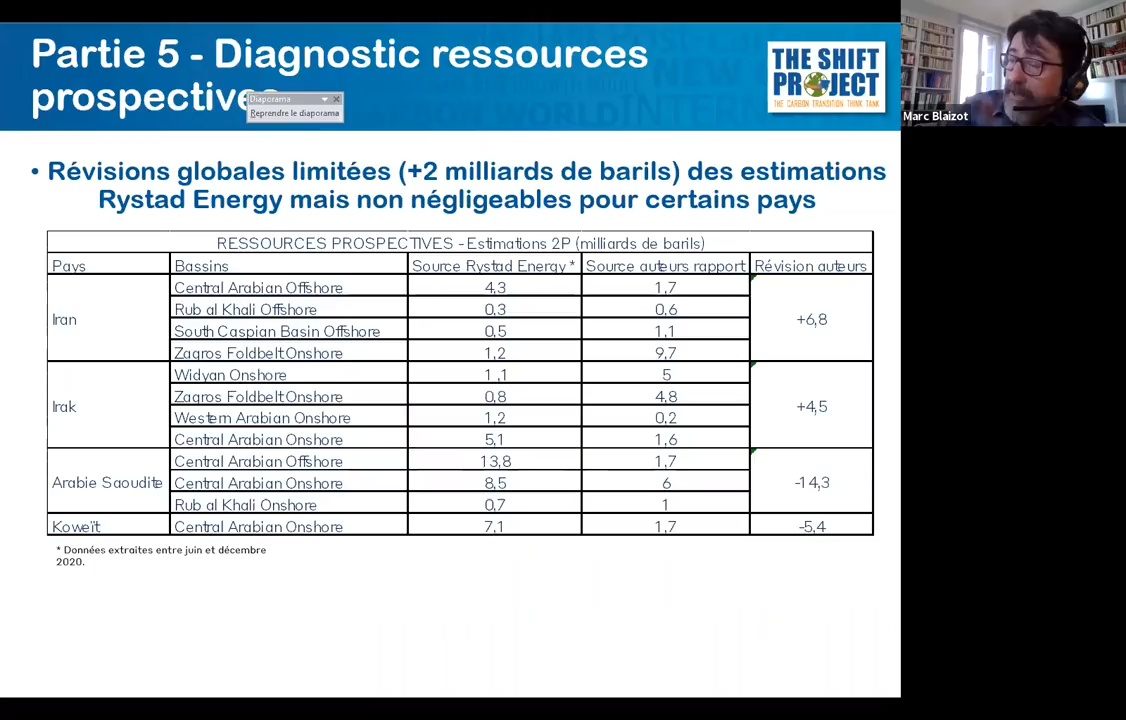 Partie 5 - Diagnostic ressources
prospective
Diaporama
Reprendre le diaporama
THE SHIFT
PROJECT
THE CARBON TRANSITION THINK TANK
Marc Blaizot
• Révisions globales limitées (+2 milliards de barils) des estimations
Rystad Energy mais non négligeables pour certains pays
RESSOURCES PROSPECTIVES - Estimations 2P (milliards de barils)
Pays Bassins Source Rystad Energy * Source auteurs rapport Révision auteurs
Iran Central Arabian Offshore 4,3 1,7 +6,8
Rub al Khali Offshore 0,3 0,6
South Caspian Basin Offshore 0,5 1,1
Zagros Foldbelt Onshore 1,2 9,7
Irak Widyan Onshore 1,1 5 +4,5
Zagros Foldbelt Onshore 0,8 4,8
Western Arabian Onshore 1,2 0,2
Central Arabian Onshore 5,1 1,6
Arabie Saoudite Central Arabian Offshore 13,8 1,7 -14,3
Central Arabian Onshore 8,5 6
Rub al Khali Onshore 0,7 1
Koweït Central Arabian Onshore 7,1 1,7 -5,4
* Données extraites entre juin et décembre
2020.